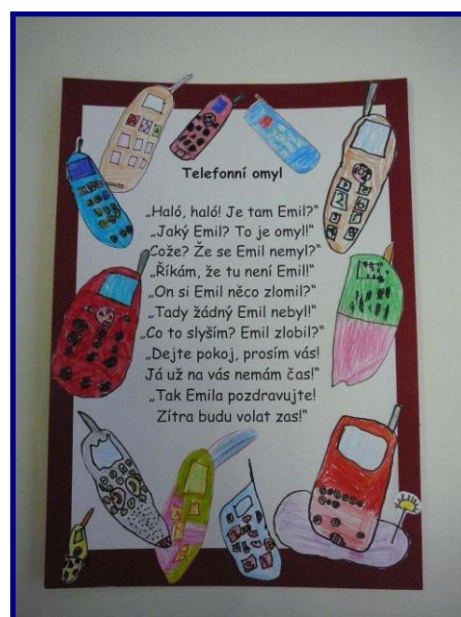 Telefonní omyl
„Haló, haló! Je tam Emil?“
„Jaký Emil? To je omyl!“
„Cože? Že se Emil nemyl?“
„Říkám, že tu není Emil!“
„On si Emil něco zlomil?“
„Tady žádný Emil nebyl!“
„Co to slyším? Emil zlobil?“
„Dejte pokoj, prosím vás!
Já už na vás nemám čas!“
„Tak Emila pozdravujte!
Zítra budu volat zas!“